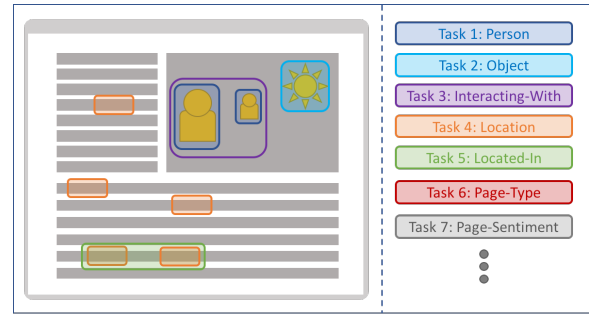 Task 1: Person
Task 2: Object
Task 3: Interacting-With
Task 4: Location
Task 5: Located-In
Task 6: Page-Type
Task 7: Page-Sentiment